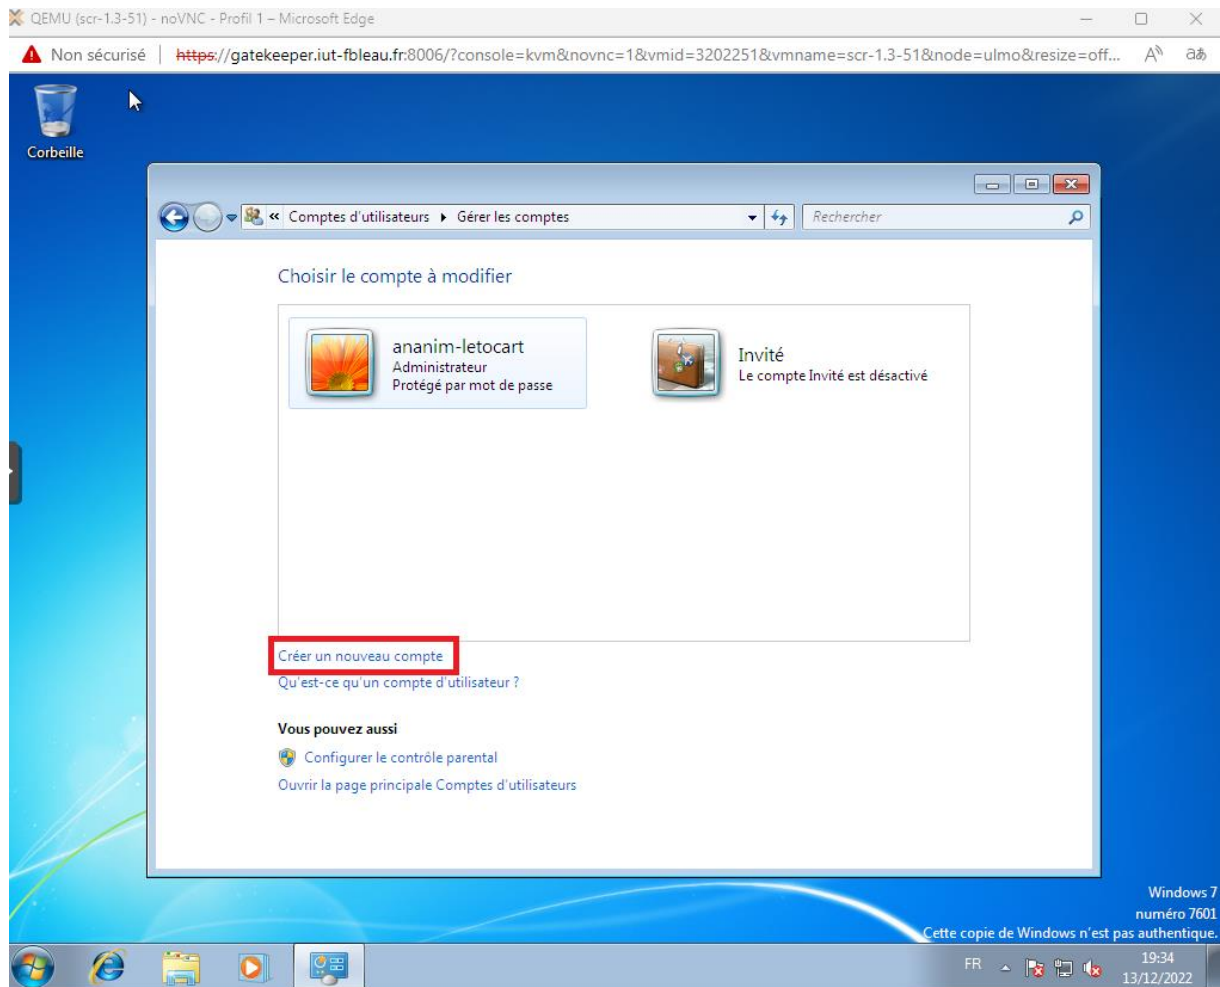 QEMU (scr-1.3-51) - noVNC - Profil 1 – Microsoft Edge
Non sécurisé | https://gatekeeper.iut-fbleau.fr:8006/?console=kvm&novnc=1&vmid=3202251&vmname=scr-1.3-51&node=ulmo&resize=off...
Corbeille
« Comptes d'utilisateurs ▸ Gérer les comptes
Rechercher
Choisir le compte à modifier
ananim-letocart
Administrateur
Protégé par mot de passe
Invité
Le compte Invité est désactivé
Créer un nouveau compte
Qu'est-ce qu'un compte d'utilisateur ?
Vous pouvez aussi
Configurer le contrôle parental
Ouvrir la page principale Comptes d'utilisateurs
Windows 7
numéro 7601
Cette copie de Windows n'est pas authentique.
FR
19:34
13/12/2022